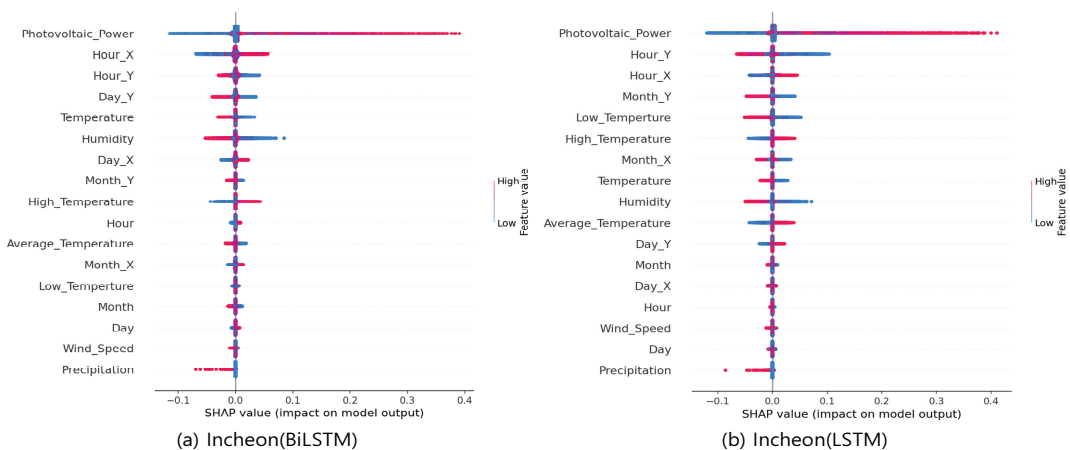 Photovoltaic_Power
Hour_X
Hour_Y
Day_Y
Temperature
Humidity
Day_X
Month_Y
High_Temperature
Hour
Average_Temperature
Month_X
Low_Temperture
Month
Day
Wind_Speed
Precipitation
−0.1 0.0 0.1 0.2 0.3 0.4
SHAP value (impact on model output)
High
Low
Feature value
(a) Incheon(BiLSTM)
Photovoltaic_Power
Hour_Y
Hour_X
Month_Y
Low_Temperture
High_Temperature
Month_X
Temperature
Humidity
Average_Temperature
Day_Y
Month
Day_X
Hour
Wind_Speed
Day
Precipitation
−0.1 0.0 0.1 0.2 0.3 0.4
SHAP value (impact on model output)
High
Low
Feature value
(b) Incheon(LSTM)